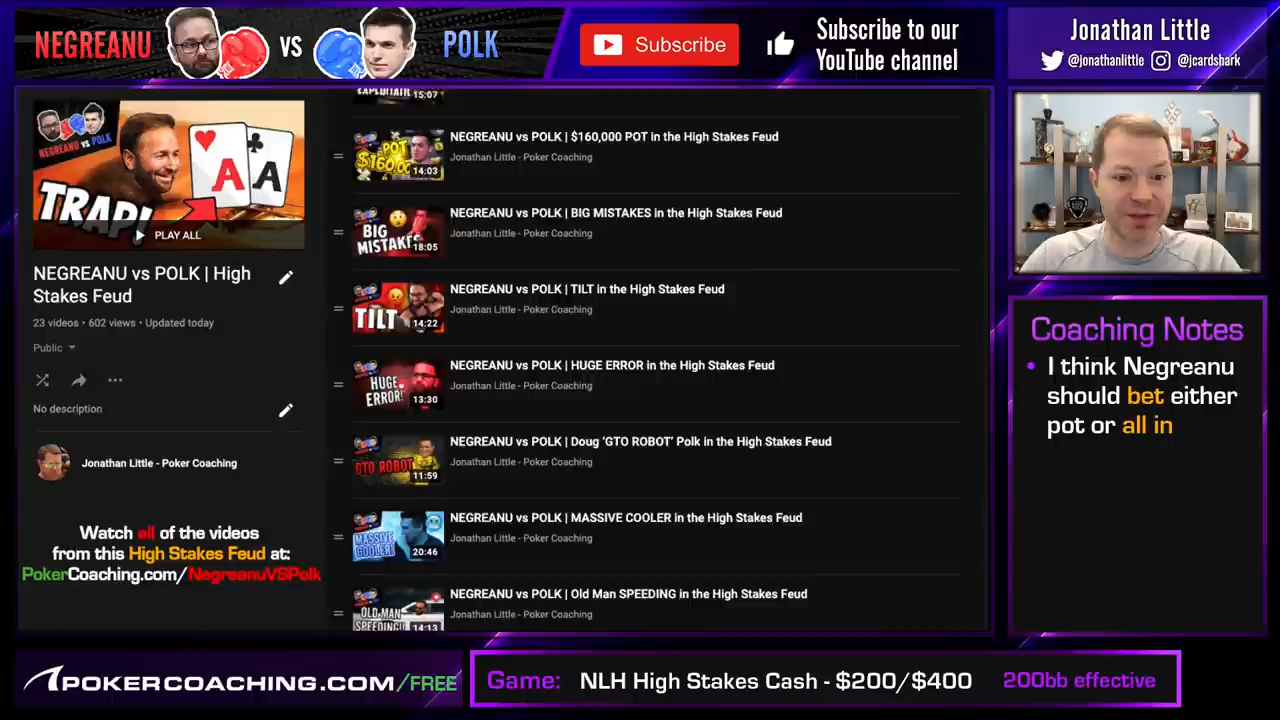 NEGREANU
VS
POLK
Subscribe
Subscribe to our
YouTube channel
Jonathan Little
@jonathanlittle
@jcardshark
TRAP!
PLAY ALL
NEGREANU vs POLK | High
Stakes Feud
23 videos • 602 views • Updated today
Public
No description
Jonathan Little - Poker Coaching
Watch all of the videos
from this High Stakes Feud at:
PokerCoaching.com/NegreanuVSPolk
15:07
POT
$160,000
14:03
NEGREANU vs POLK | $160,000 POT in the High Stakes Feud
Jonathan Little - Poker Coaching
BIG
18:05
NEGREANU vs POLK | BIG MISTAKES in the High Stakes Feud
Jonathan Little - Poker Coaching
TILT
14:22
NEGREANU vs POLK | TILT in the High Stakes Feud
Jonathan Little - Poker Coaching
HUGE
ERROR!
13:30
NEGREANU vs POLK | HUGE ERROR in the High Stakes Feud
Jonathan Little - Poker Coaching
GTO ROBOT
11:59
NEGREANU vs POLK | Doug 'GTO ROBOT' Polk in the High Stakes Feud
Jonathan Little - Poker Coaching
MASSIVE
COOLER!
20:46
NEGREANU vs POLK | MASSIVE COOLER in the High Stakes Feud
Jonathan Little - Poker Coaching
OLD MAN
SPEEDING!
14:13
NEGREANU vs POLK | Old Man SPEEDING in the High Stakes Feud
Jonathan Little - Poker Coaching
Coaching Notes
• I think Negreanu
should bet either
pot or all in
POKERCOACHING.COM/FREE
Game: NLH High Stakes Cash - $200/$400 200bb effective